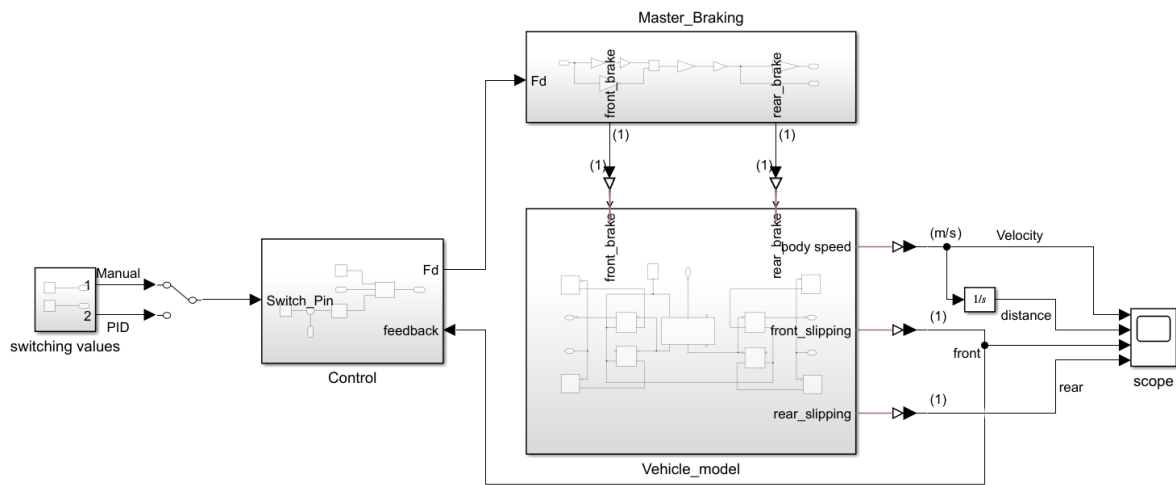 Master_Braking
Fd
front_brake
rear_brake
(1)
(1)
(1)
(1)
front_brake
rear_brake
body speed
(m/s)
Velocity
Manual
1
2
PID
switching values
Switch_Pin
Fd
feedback
Control
1/s
distance
front_slipping
(1)
front
rear_slipping
(1)
rear
scope
Vehicle_model